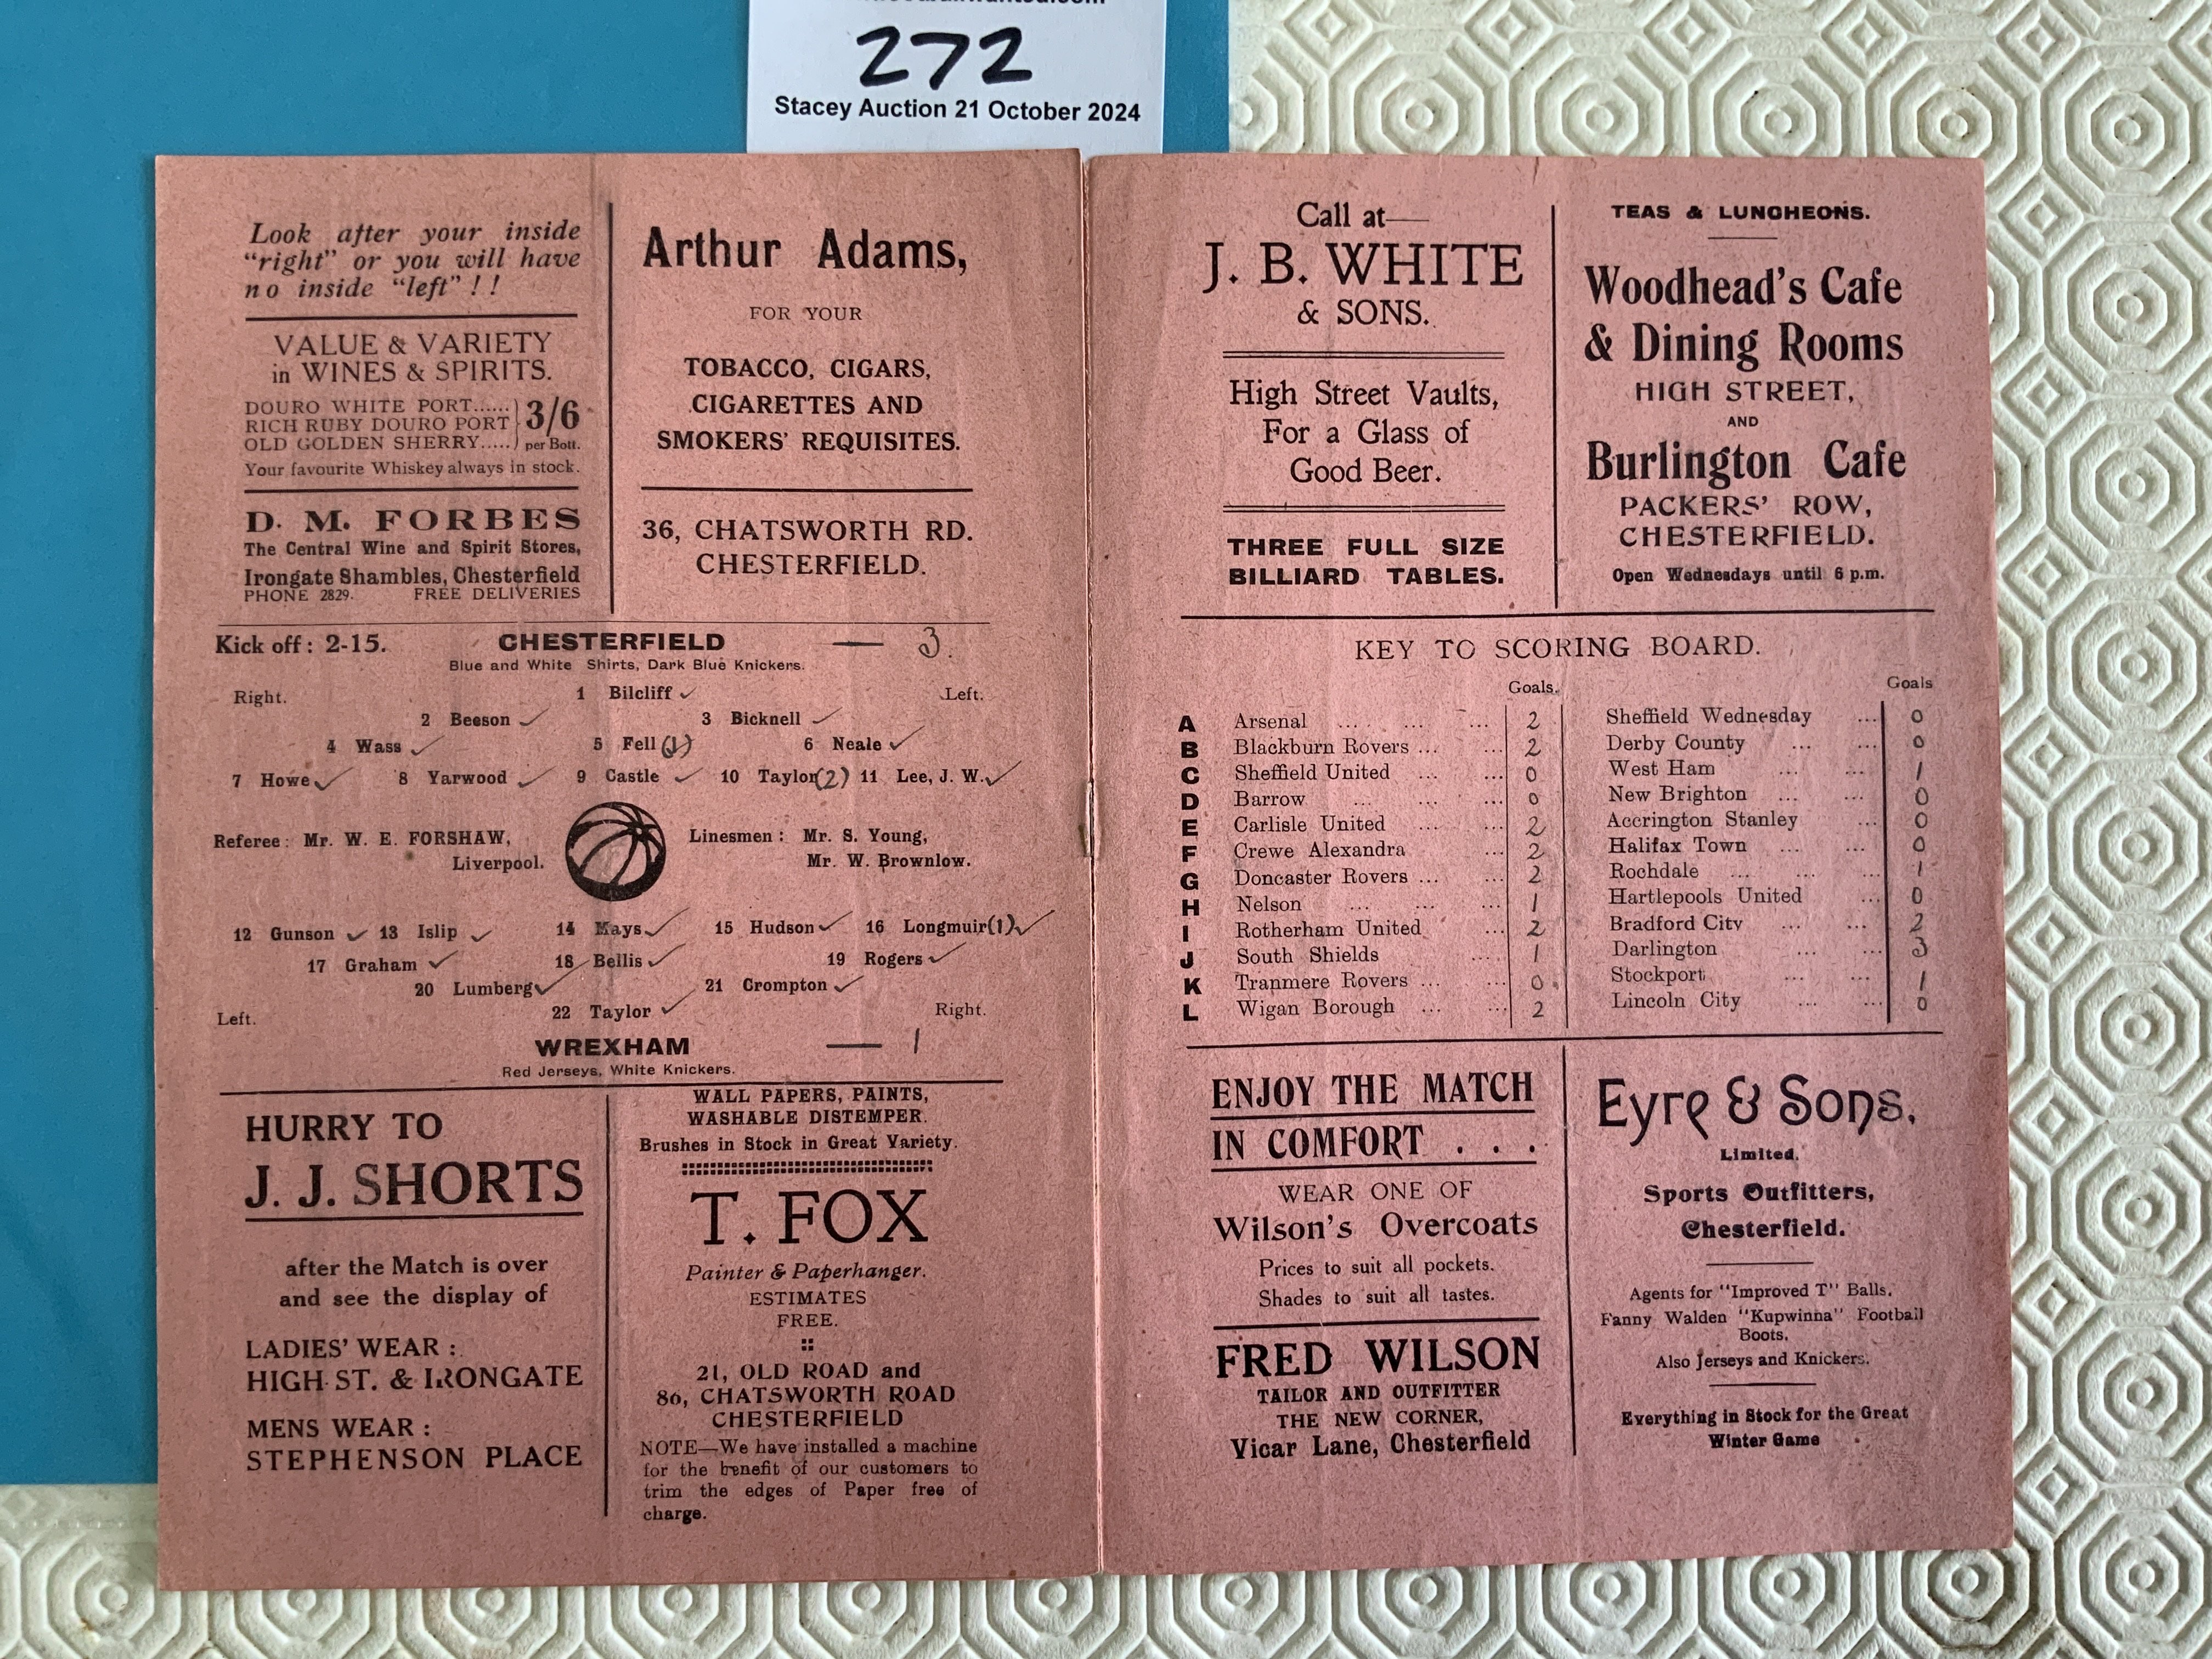 272
Stacey Auction 21 October 2024
Look after your inside
"right" or you will have
no inside "left" ! !
VALUE & VARIETY
in WINES & SPIRITS.
DOURO WHITE PORT......
RICH RUBY DOURO PORT
OLD GOLDEN SHERRY.....
3/6
per Bott.
Your favourite Whiskey always in stock.
D. M. FORBES
The Central Wine and Spirit Stores,
Irongate Shambles, Chesterfield
PHONE 2829. FREE DELIVERIES
Arthur Adams,
FOR YOUR
TOBACCO, CIGARS,
CIGARETTES AND
SMOKERS' REQUISITES.
36, CHATSWORTH RD.
CHESTERFIELD.
Kick off: 2-15. CHESTERFIELD — 3.
Blue and White Shirts, Dark Blue Knickers.
Right. 1 Bilcliff ✓ Left.
2 Beeson ✓ 3 Bicknell ✓
4 Wass ✓ 5 Fell (1) 6 Neale ✓
7 Howe ✓ 8 Yarwood ✓ 9 Castle ✓ 10 Taylor (2) 11 Lee, J. W. ✓
Referee: Mr. W. E. FORSHAW,
Liverpool.
Linesmen: Mr. S. Young,
Mr. W. Brownlow.
12 Gunson ✓ 13 Islip ✓ 14 Mays ✓ 15 Hudson ✓ 16 Longmuir (1) ✓
17 Graham ✓ 18 Bellis ✓ 19 Rogers ✓
20 Lumberg ✓ 21 Crompton ✓
22 Taylor ✓
Left. Right.
WREXHAM — 1
Red Jerseys, White Knickers.
HURRY TO
J. J. SHORTS
after the Match is over
and see the display of
LADIES' WEAR :
HIGH ST. & IRONGATE
MENS WEAR :
STEPHENSON PLACE
WALL PAPERS, PAINTS,
WASHABLE DISTEMPER.
Brushes in Stock in Great Variety.
T. FOX
Painter & Paperhanger.
ESTIMATES
FREE.
21, OLD ROAD and
86, CHATSWORTH ROAD
CHESTERFIELD
NOTE—We have installed a machine
for the benefit of our customers to
trim the edges of Paper free of
charge.
Call at—
J. B. WHITE
& SONS.
High Street Vaults,
For a Glass of
Good Beer.
THREE FULL SIZE
BILLIARD TABLES.
TEAS & LUNCHEONS.
Woodhead's Cafe
& Dining Rooms
HIGH STREET,
AND
Burlington Cafe
PACKERS' ROW,
CHESTERFIELD.
Open Wednesdays until 6 p.m.
KEY TO SCORING BOARD.
Goals. Goals
A Arsenal ... ... ... 2 Sheffield Wednesday ... 0
B Blackburn Rovers ... ... 2 Derby County ... ... 0
C Sheffield United ... ... 0 West Ham ... ... 1
D Barrow ... ... ... 0 New Brighton ... ... 0
E Carlisle United ... ... 2 Accrington Stanley ... 0
F Crewe Alexandra ... 2 Halifax Town ... ... 0
G Doncaster Rovers ... ... 2 Rochdale ... ... ... 1
H Nelson ... ... ... 1 Hartlepools United ... 0
I Rotherham United ... 2 Bradford City ... ... 2
J South Shields ... ... 1 Darlington ... ... 3
K Tranmere Rovers ... ... 0 Stockport ... ... 1
L Wigan Borough ... ... 2 Lincoln City ... ... 0
ENJOY THE MATCH
IN COMFORT . . .
WEAR ONE OF
Wilson's Overcoats
Prices to suit all pockets.
Shades to suit all tastes.
FRED WILSON
TAILOR AND OUTFITTER
THE NEW CORNER,
Vicar Lane, Chesterfield
Eyre & Sons,
Limited.
Sports Outfitters,
Chesterfield.
Agents for "Improved T" Balls.
Fanny Walden "Kupwinna" Football
Boots.
Also Jerseys and Knickers.
Everything in Stock for the Great
Winter Game